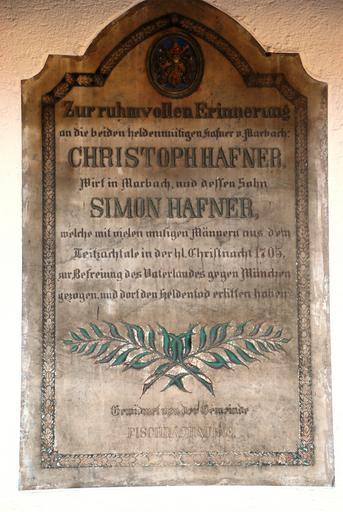 Zur ruhmvollen Erinnerung
an die beiden heldenmütigen Hafner v. Marbach:
CHRISTOPH HAFNER,
Wirt in Marbach, und dessen Sohn
SIMON HAFNER,
welche mit vielen mutigen Männern aus dem
Leitzachtale in der hl. Christnacht 1705,
zur Befreiung des Vaterlandes gegen München
gezogen, und dort den Heldentod erlitten haben
Gewidmet von der Gemeinde
FISCHBACHAU